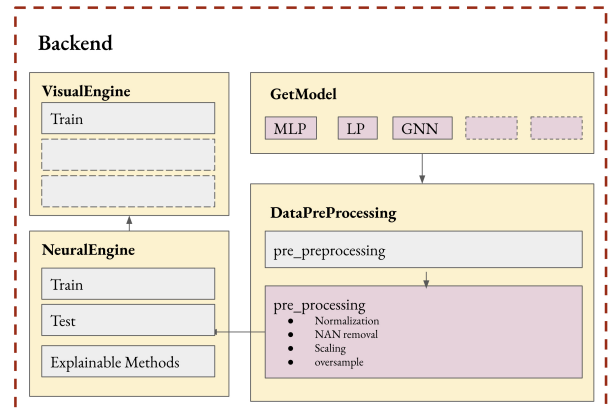 Backend
VisualEngine
Train
GetModel
MLP LP GNN
DataPreProcessing
pre_preprocessing
pre_processing
● Normalization
● NAN removal
● Scaling
● oversample
NeuralEngine
Train
Test
Explainable Methods